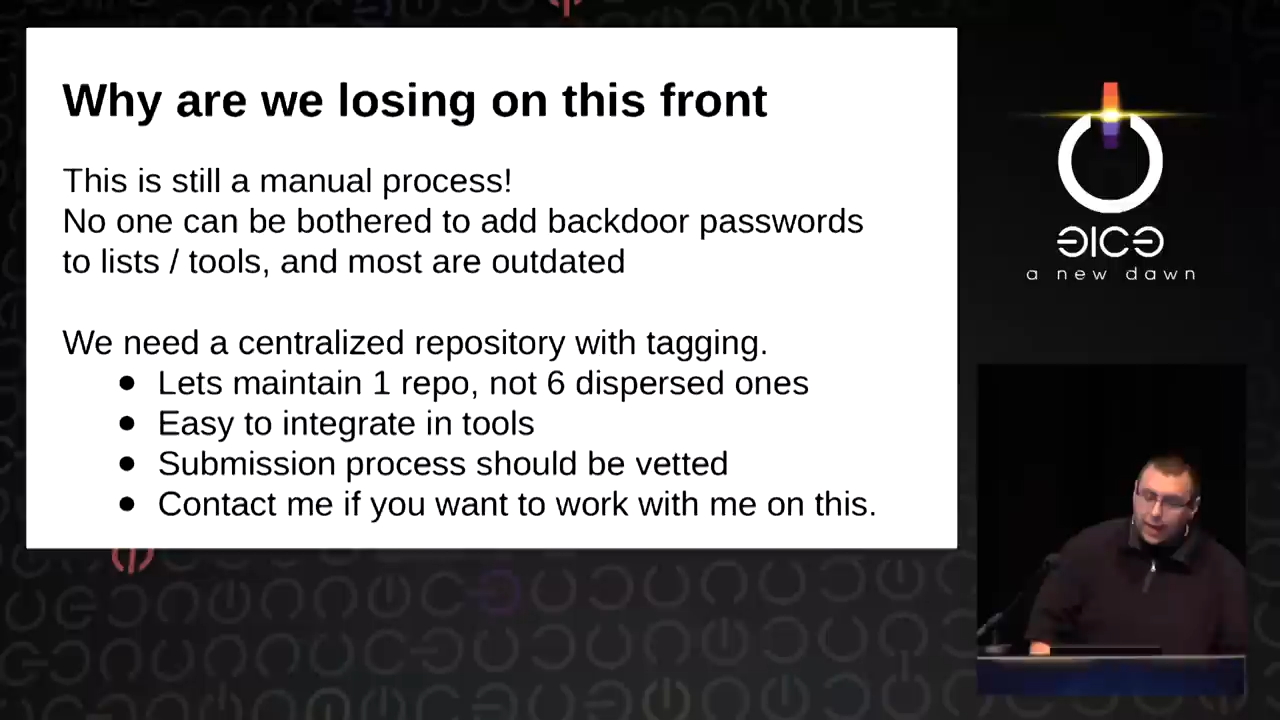 Why are we losing on this front
This is still a manual process!
No one can be bothered to add backdoor passwords
to lists / tools, and most are outdated
We need a centralized repository with tagging.
● Lets maintain 1 repo, not 6 dispersed ones
● Easy to integrate in tools
● Submission process should be vetted
● Contact me if you want to work with me on this.
a new dawn